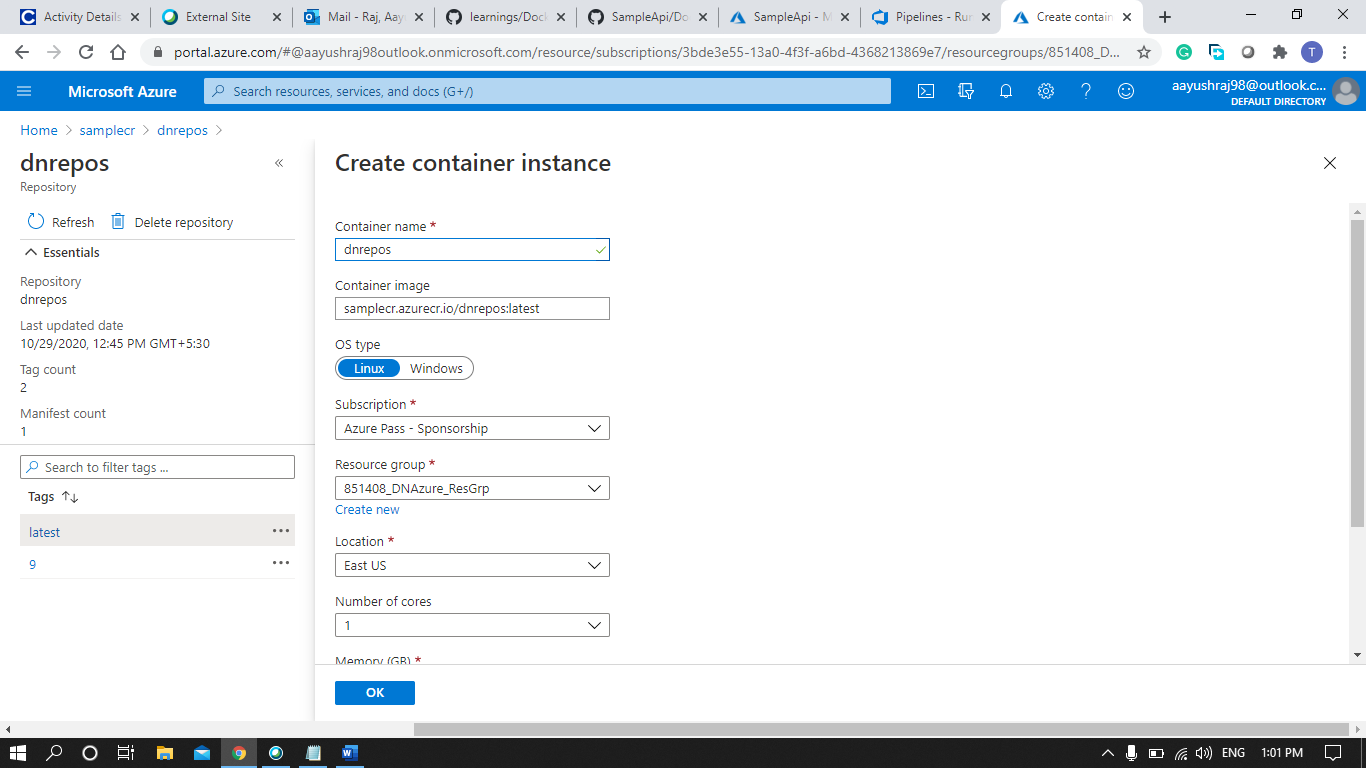 Activity Details
External Site
Mail - Raj, Aay
learnings/Dock
SampleApi/Do
SampleApi - M
Pipelines - Run
Create contain
portal.azure.com/#@aayushraj98outlook.onmicrosoft.com/resource/subscriptions/3bde3e55-13a0-4f3f-a6bd-4368213869e7/resourcegroups/851408_D...
T
Microsoft Azure
Search resources, services, and docs (G+/)
aayushraj98@outlook.c...
DEFAULT DIRECTORY
Home > samplecr > dnrepos >
dnrepos
«
Repository
Refresh
Delete repository
Essentials
Repository
dnrepos
Last updated date
10/29/2020, 12:45 PM GMT+5:30
Tag count
2
Manifest count
1
Search to filter tags ...
Tags ↑↓
latest
9
Create container instance
Container name *
dnrepos
Container image
samplecr.azurecr.io/dnrepos:latest
OS type
Linux Windows
Subscription *
Azure Pass - Sponsorship
Resource group *
851408_DNAzure_ResGrp
Create new
Location *
East US
Number of cores
1
Memory (GB) *
OK
ENG
1:01 PM